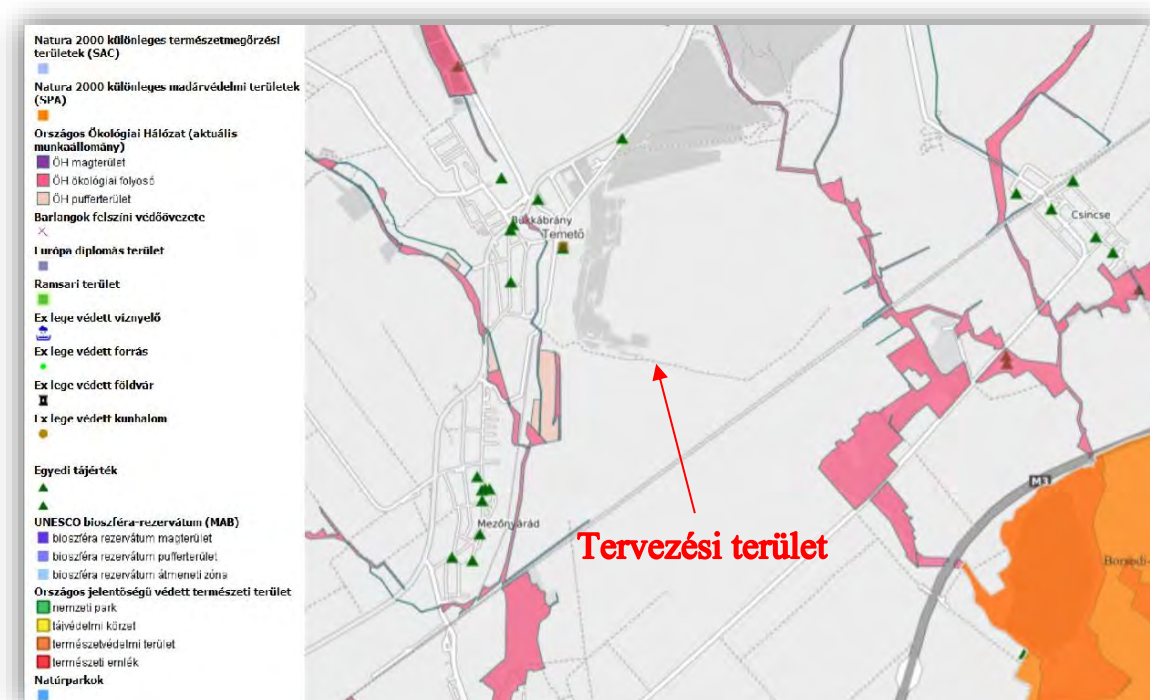 Natura 2000 különleges természetmegőrzési
területek (SAC)
Natura 2000 különleges madárvédelmi területek
(SPA)
Országos Ökológiai Hálózat (aktuális
munkaállomány)
ÖH magterület
ÖH ökológiai folyosó
ÖH pufferterület
Barlangok felszíni védőövezete
Európa diplomás terület
Ramsari terület
Ex lege védett víznyelő
Ex lege védett forrás
Ex lege védett földvár
Ex lege védett kunhalom
Egyedi tájérték
UNESCO bioszféra-rezervátum (MAB)
bioszféra rezervátum magterület
bioszféra rezervátum pufferterület
bioszféra rezervátum átmeneti zóna
Országos jelentőségű védett természeti terület
nemzeti park
tájvédelmi körzet
természetvédelmi terület
természeti emlék
Natúrparkok
Bükkábrány
Temető
Csincse
M3
Mezőnyárád
Tervezési terület
Borsodi-